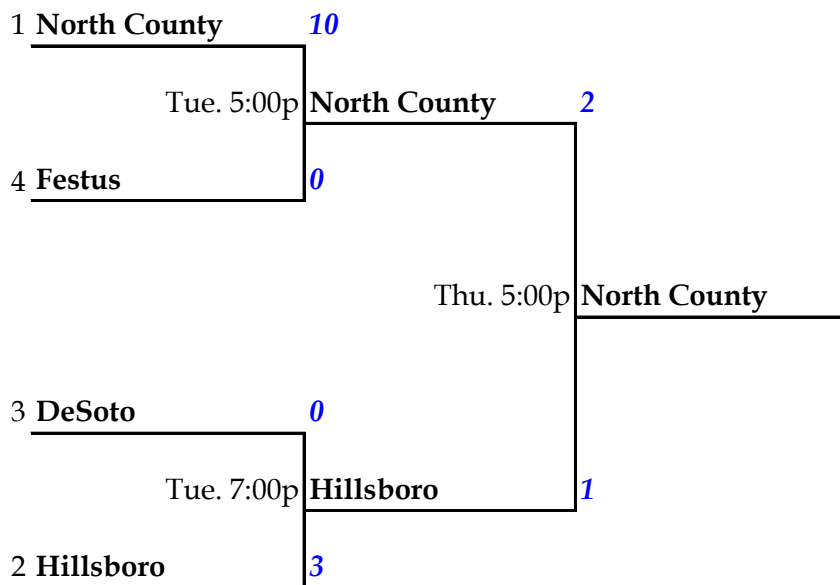 1 North County 10
Tue. 5:00p North County 2
4 Festus 0
Thu. 5:00p North County
3 DeSoto 0
Tue. 7:00p Hillsboro 1
2 Hillsboro 3